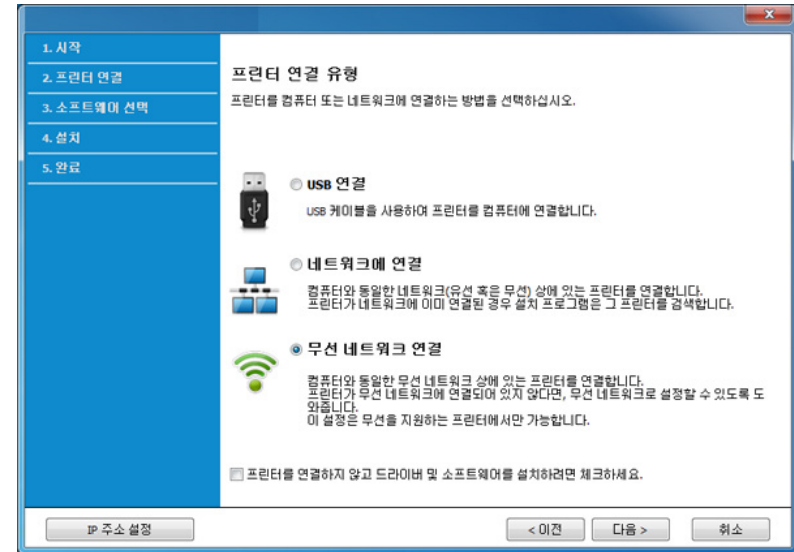 1. 시작
2. 프린터 연결
3. 소프트웨어 선택
4. 설치
5. 완료
프린터 연결 유형
프린터를 컴퓨터 또는 네트워크에 연결하는 방법을 선택하십시오.
USB 연결
USB 케이블을 사용하여 프린터를 컴퓨터에 연결합니다.
네트워크에 연결
컴퓨터와 동일한 네트워크(유선 혹은 무선) 상에 있는 프린터를 연결합니다.
프린터가 네트워크에 이미 연결된 경우 설치 프로그램은 그 프린터를 검색합니다.
무선 네트워크 연결
컴퓨터와 동일한 무선 네트워크 상에 있는 프린터를 연결합니다.
프린터가 무선 네트워크에 연결되어 있지 않다면, 무선 네트워크로 설정할 수 있도록 도
와줍니다.
이 설정은 무선을 지원하는 프린터에서만 가능합니다.
프린터를 연결하지 않고 드라이버 및 소프트웨어를 설치하려면 체크하세요.
IP 주소 설정
< 이전
다음 >
취소